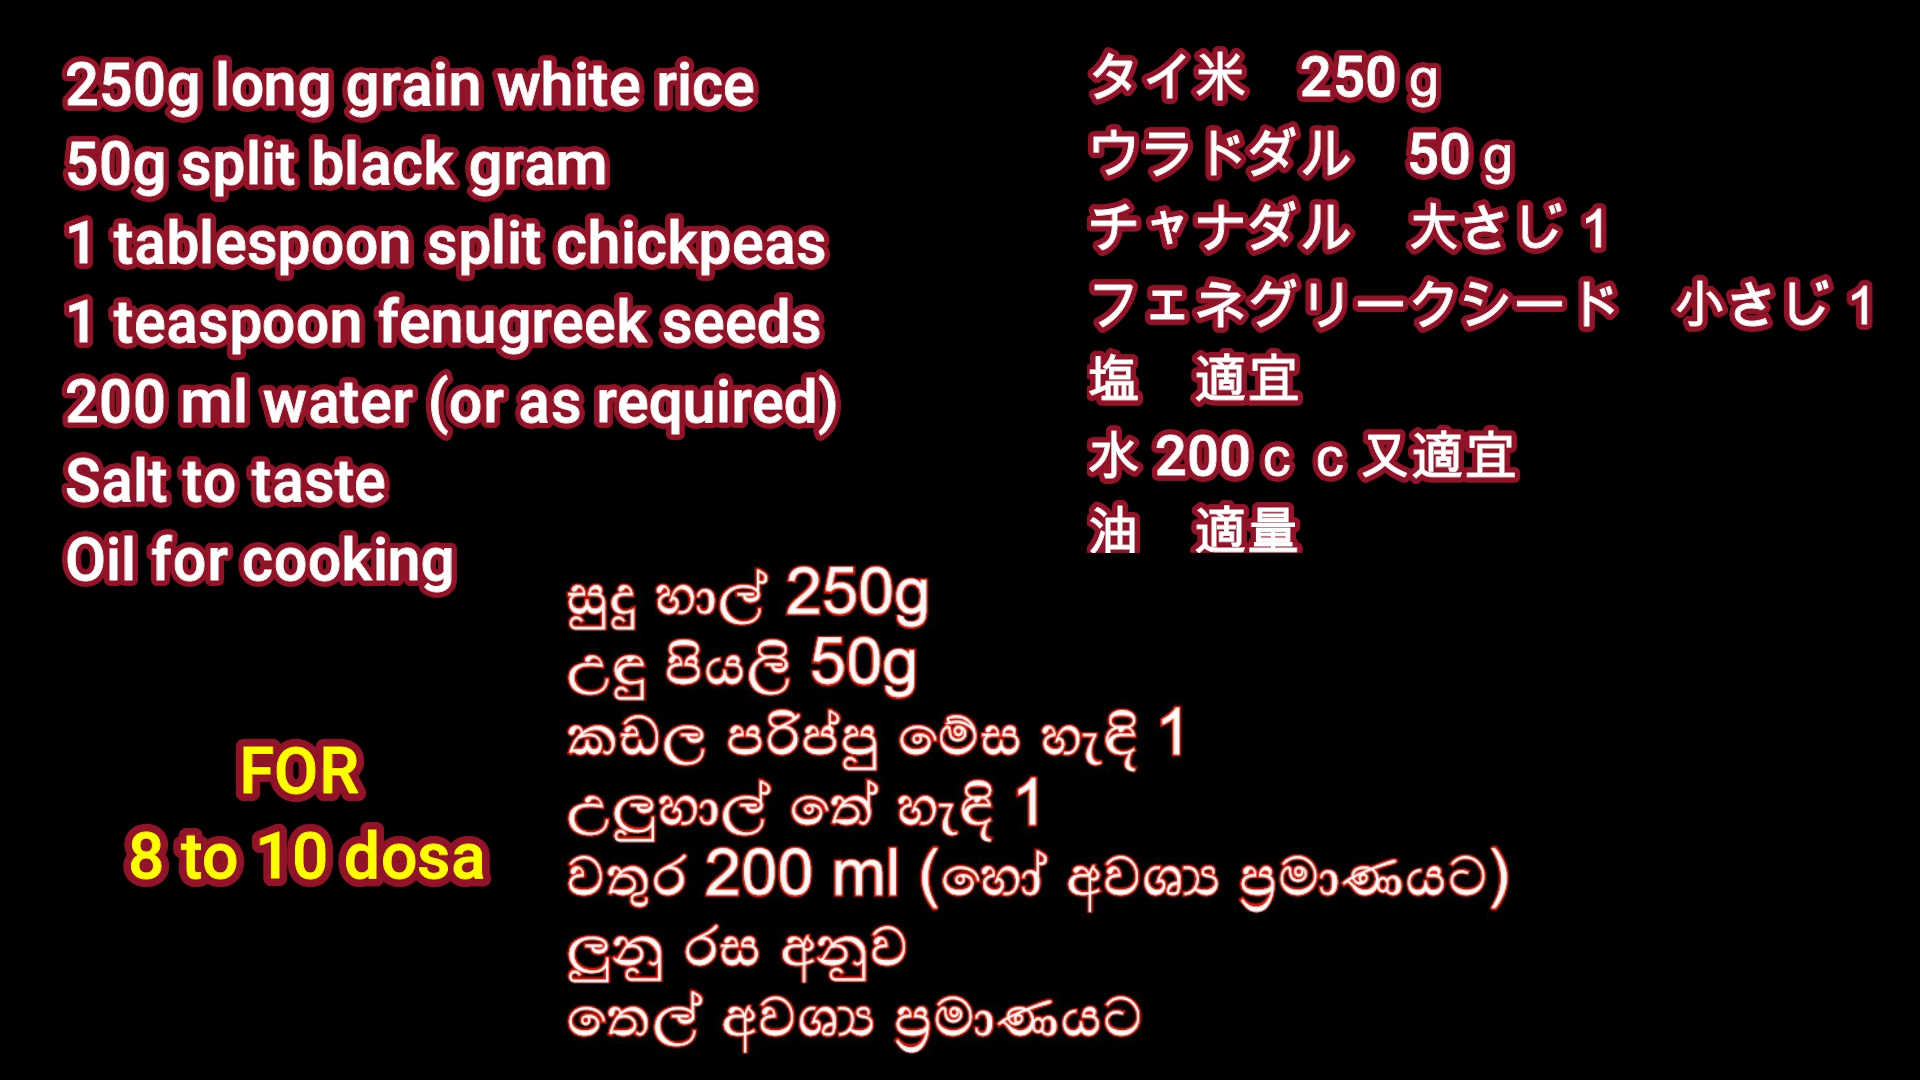 250g long grain white rice
50g split black gram
1 tablespoon split chickpeas
1 teaspoon fenugreek seeds
200 ml water (or as required)
Salt to taste
Oil for cooking
タイ米　250ｇ
ウラドダル　50ｇ
チャナダル　大さじ１
フェネグリークシード　小さじ１
塩　適宜
水 200ｃｃ又適宜
油　適量
සුදු හාල් 250g
උඳු පියලි 50g
කඩල පරිප්පු මේස හැඳි 1
උලුහාල් තේ හැඳි 1
වතුර 200 ml (හෝ අවශ්‍ය ප්‍රමාණයට)
ලුනු රස අනුව
තෙල් අවශ්‍ය ප්‍රමාණයට
FOR
8 to 10 dosa